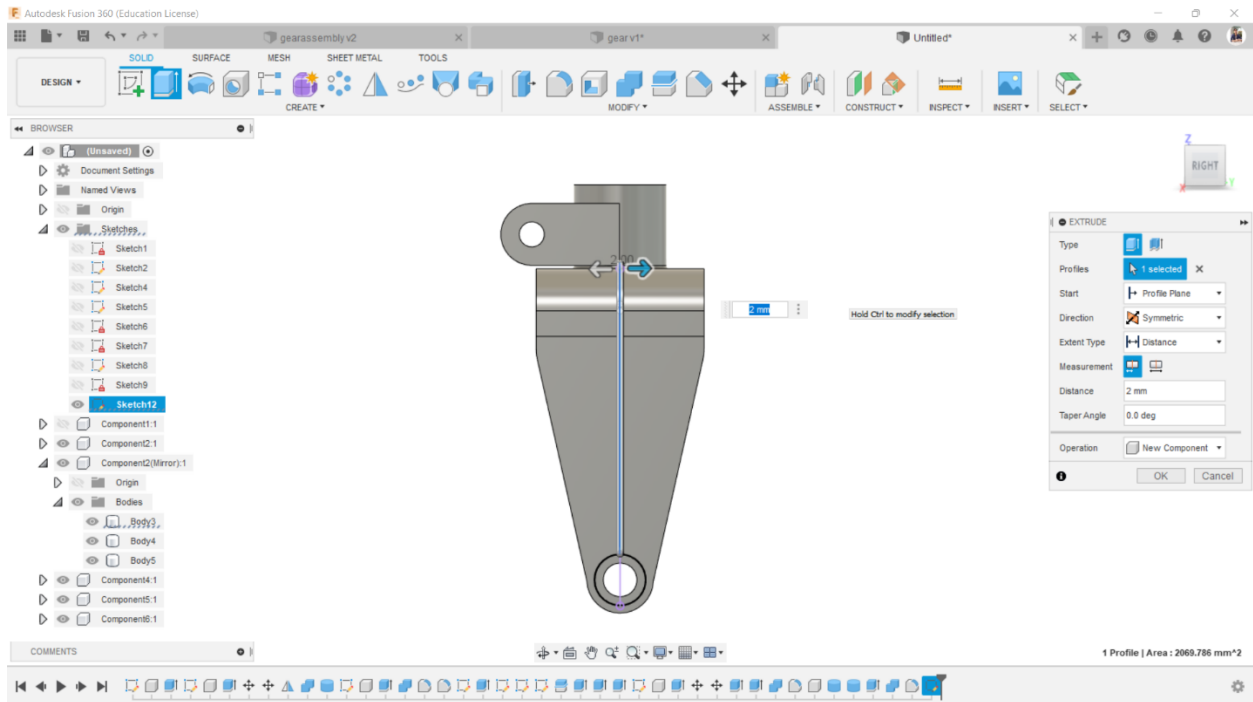 Autodesk Fusion 360 (Education License)
gearassembly v2
gear v1*
Untitled*
SOLID SURFACE MESH SHEET METAL TOOLS
DESIGN
CREATE MODIFY ASSEMBLE CONSTRUCT INSPECT INSERT SELECT
BROWSER
(Unsaved)
Document Settings
Named Views
Origin
Sketches
Sketch1
Sketch2
Sketch4
Sketch5
Sketch6
Sketch7
Sketch8
Sketch9
Sketch12
Component1:1
Component2:1
Component2(Mirror):1
Origin
Bodies
Body3
Body4
Body5
Component4:1
Component5:1
Component6:1
COMMENTS
2.00
2 mm
Hold Ctrl to modify selection
Z
RIGHT
X
Y
EXTRUDE
Type
Profiles 1 selected
Start Profile Plane
Direction Symmetric
Extent Type Distance
Measurement
Distance 2 mm
Taper Angle 0.0 deg
Operation New Component
OK Cancel
1 Profile | Area : 2069.786 mm^2